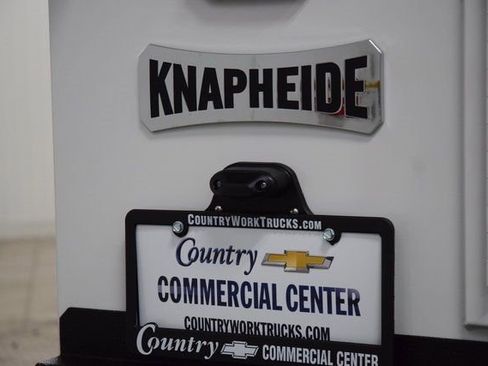 KNAPHEIDE
COUNTRYWORKTRUCKS.COM
Country
COMMERCIAL CENTER
COUNTRYWORKTRUCKS.COM
Country COMMERCIAL CENTER